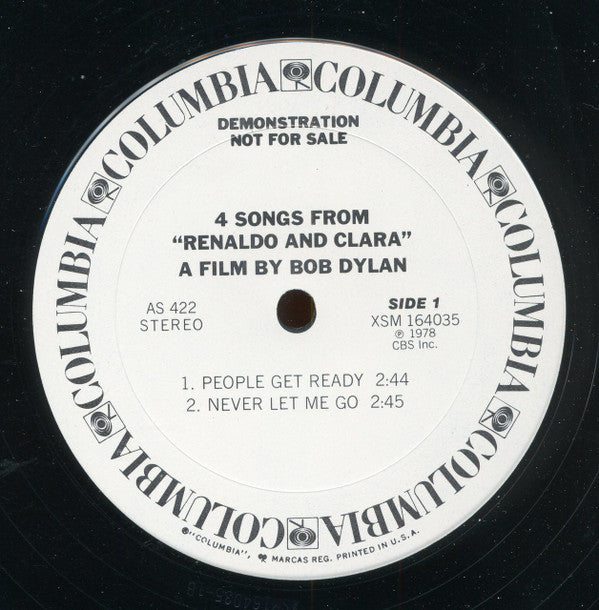 COLUMBIA COLUMBIA COLUMBIA COLUMBIA COLUMBIA COLUMBIA
DEMONSTRATION
NOT FOR SALE
4 SONGS FROM
“RENALDO AND CLARA”
A FILM BY BOB DYLAN
AS 422
STEREO
SIDE 1
XSM 164035
Ⓟ 1978
CBS Inc.
1. PEOPLE GET READY 2:44
2. NEVER LET ME GO 2:45
"COLUMBIA", MARCAS REG. PRINTED IN U.S.A.